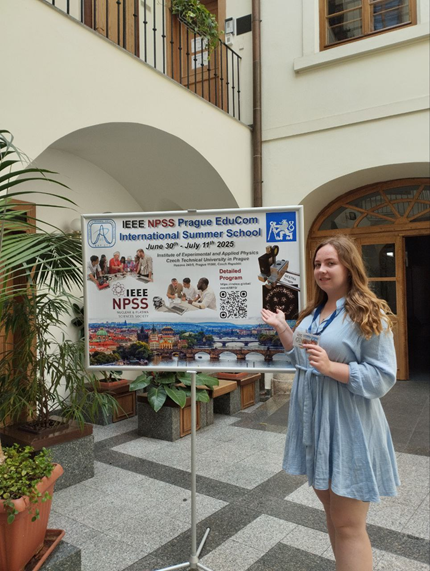 IEEE NPSS Prague EduCom
International Summer School
June 30th - July 11th 2025
Institute of Experimental and Applied Physics
Czech Technical University in Prague
Detailed
Program
IEEE
NPSS